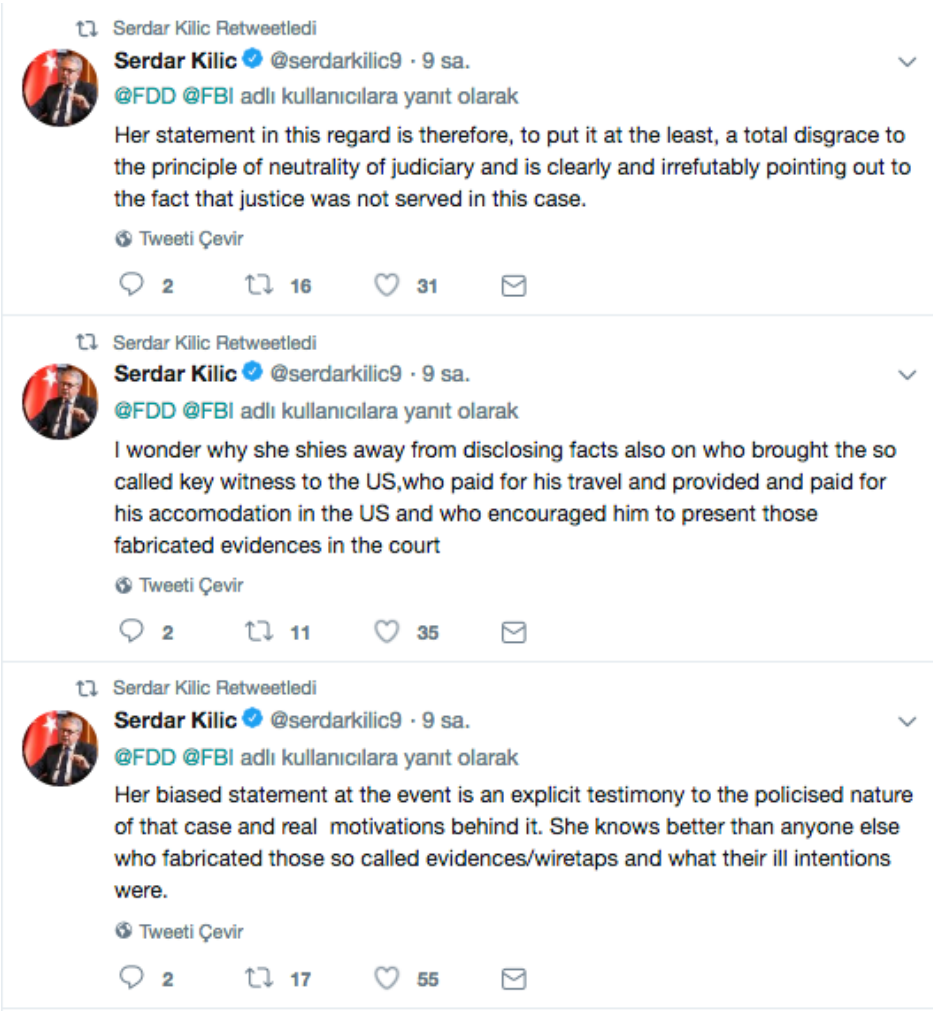 Serdar Kilic Retweetledi
Serdar Kilic @serdarkilic9 · 9 sa.
@FDD @FBI adlı kullanıcılara yanıt olarak
Her statement in this regard is therefore, to put it at the least, a total disgrace to
the principle of neutrality of judiciary and is clearly and irrefutably pointing out to
the fact that justice was not served in this case.
Tweeti Çevir
2 16 31
Serdar Kilic Retweetledi
Serdar Kilic @serdarkilic9 · 9 sa.
@FDD @FBI adlı kullanıcılara yanıt olarak
I wonder why she shies away from disclosing facts also on who brought the so
called key witness to the US,who paid for his travel and provided and paid for
his accomodation in the US and who encouraged him to present those
fabricated evidences in the court
Tweeti Çevir
2 11 35
Serdar Kilic Retweetledi
Serdar Kilic @serdarkilic9 · 9 sa.
@FDD @FBI adlı kullanıcılara yanıt olarak
Her biased statement at the event is an explicit testimony to the policised nature
of that case and real motivations behind it. She knows better than anyone else
who fabricated those so called evidences/wiretaps and what their ill intentions
were.
Tweeti Çevir
2 17 55